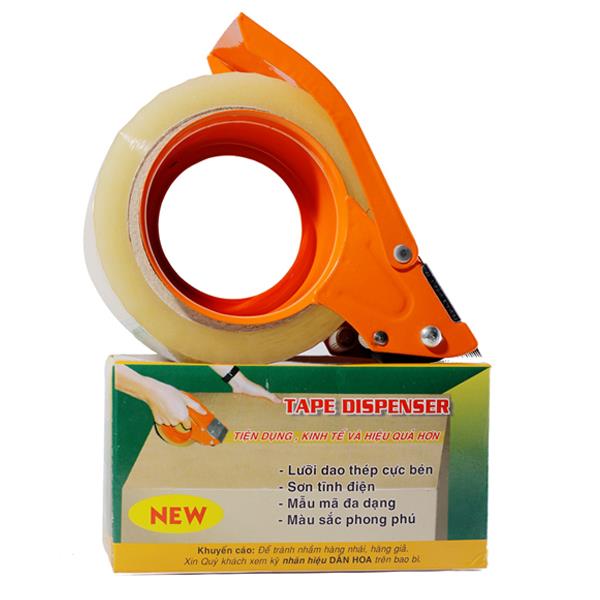 TAPE DISPENSER
TIỆN DỤNG , KINH TẾ VÀ HIỆU QUẢ HƠN
- Lưỡi dao thép cực bén
- Sơn tĩnh điện
- Mẫu mã đa dạng
- Màu sắc phong phú
NEW
Khuyến cáo: Để tránh nhầm hàng nhái, hàng giả.
Xin Quý khách xem kỹ nhãn hiệu DÂN HOA trên bao bì.